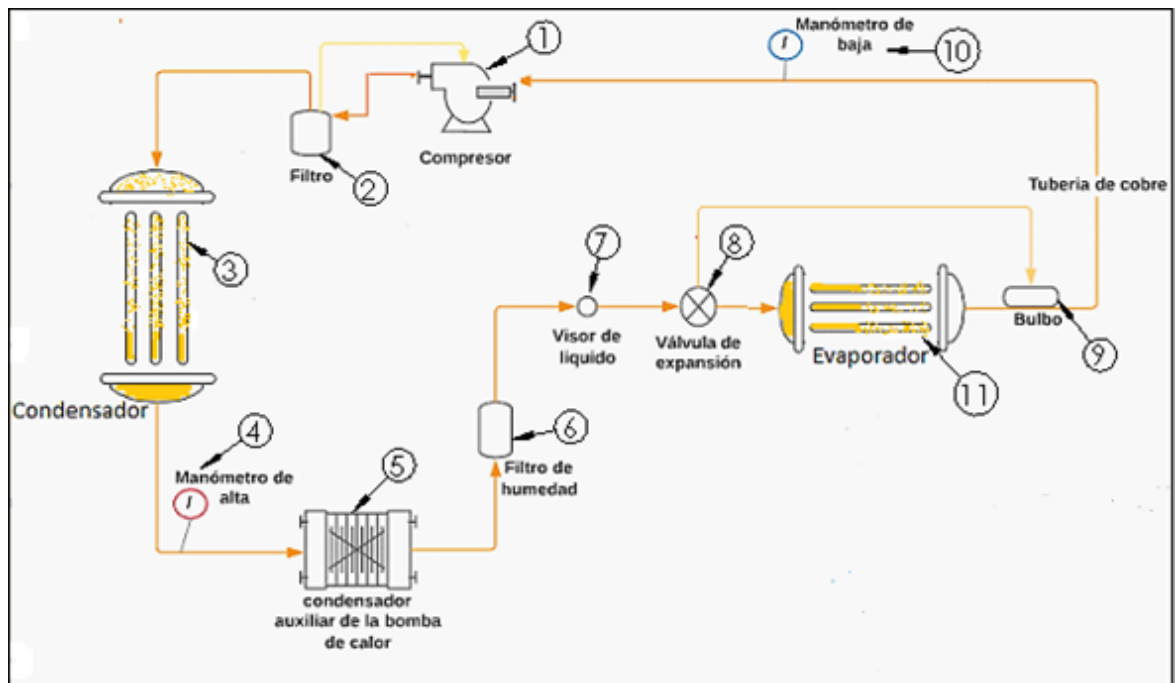 1
Manómetro de
baja
10
Compresor
Filtro
2
Tuberia de cobre
3
7
8
Visor de
liquido
Válvula de
expansión
Evaporador
Bulbo
9
11
Condensador
4
Manómetro de
alta
5
6
Filtro de
humedad
condensador
auxiliar de la bomba
de calor